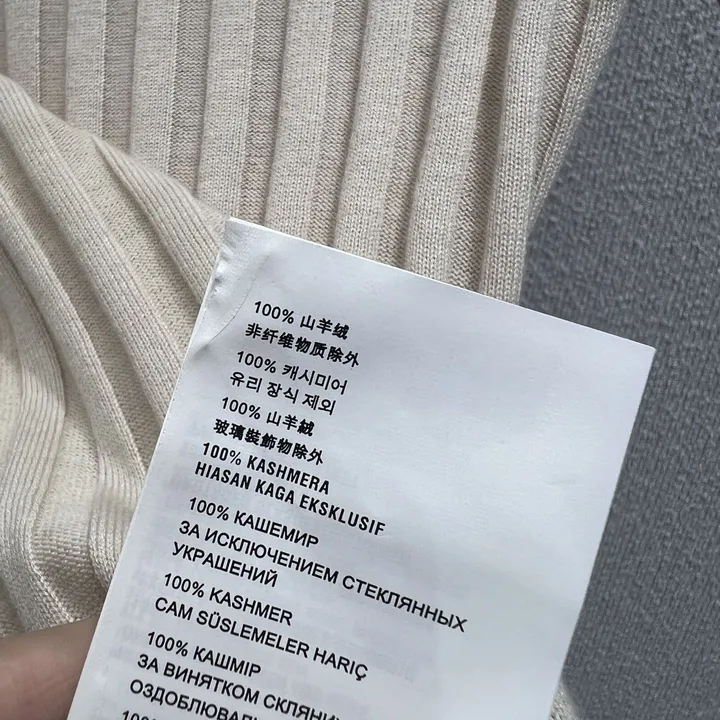 100% 山羊绒
非纤维物质除外
100% 캐시미어
유리 장식 제외
100% 山羊絨
玻璃裝飾物除外
100% KASHMERA
HIASAN KAGA EKSKLUSIF
100% КАШЕМИР
ЗА ИСКЛЮЧЕНИЕМ СТЕКЛЯННЫХ
УКРАШЕНИЙ
100% KASHMER
CAM SÜSLEMELER HARIÇ
100% КАШМІР
ЗА ВИНЯТКОМ